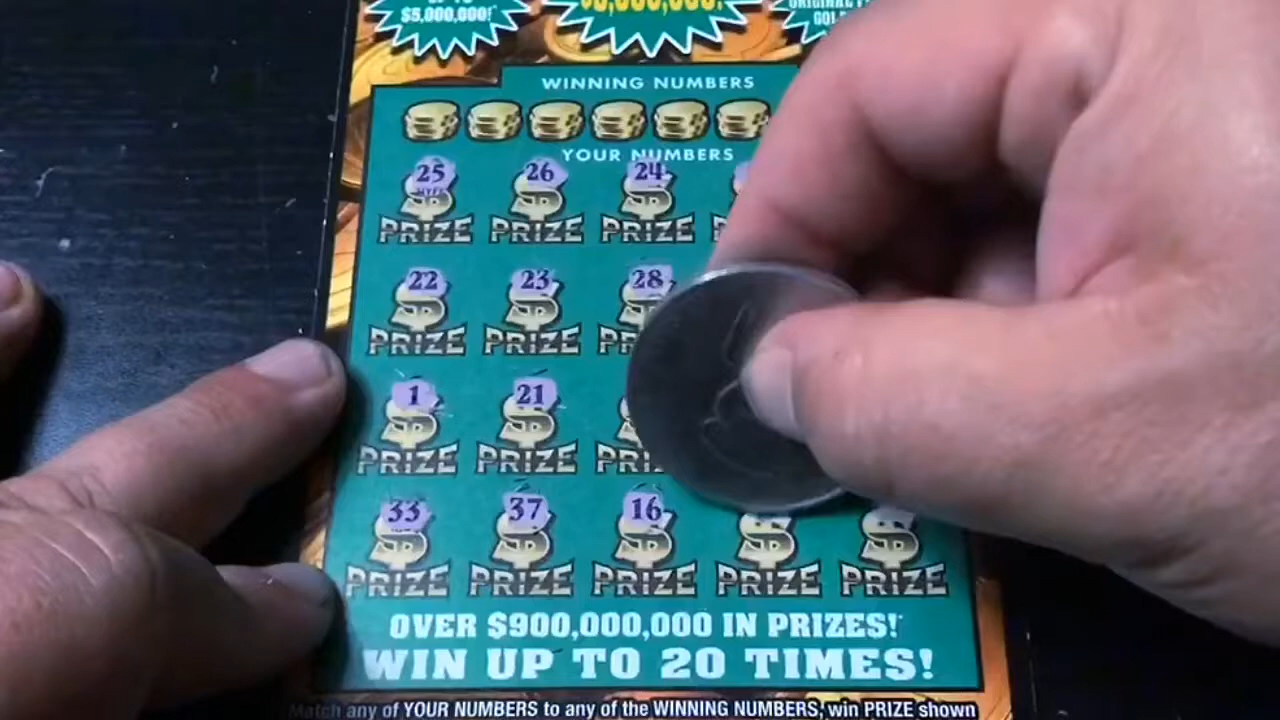 $5,000,000!*
WINNING NUMBERS
YOUR NUMBERS
25 26 24
PRIZE PRIZE PRIZE
22 23 28
PRIZE PRIZE
1 21
PRIZE PRIZE
33 37 16
PRIZE PRIZE PRIZE PRIZE PRIZE
OVER $900,000,000 IN PRIZES!*
WIN UP TO 20 TIMES!
Match any of YOUR NUMBERS to any of the WINNING NUMBERS, win PRIZE shown